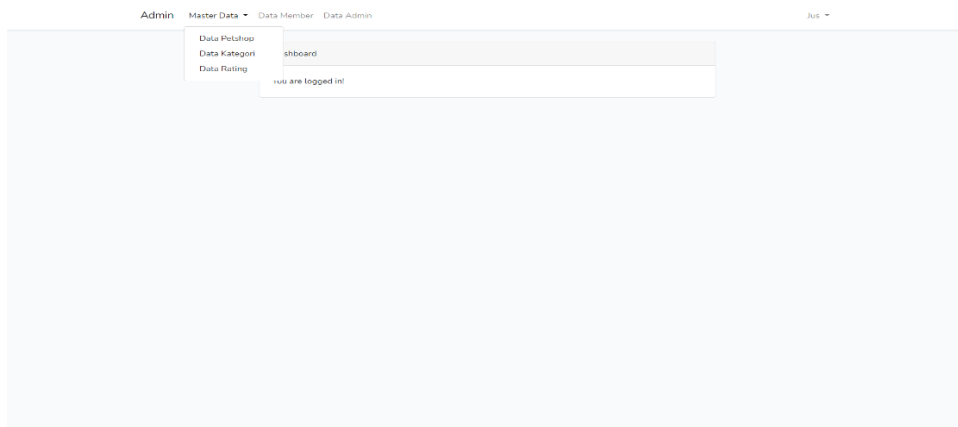 Admin Master Data Data Member Data Admin Jus
Data Petshop
Data Kategori
Data Rating
shboard
You are logged in!